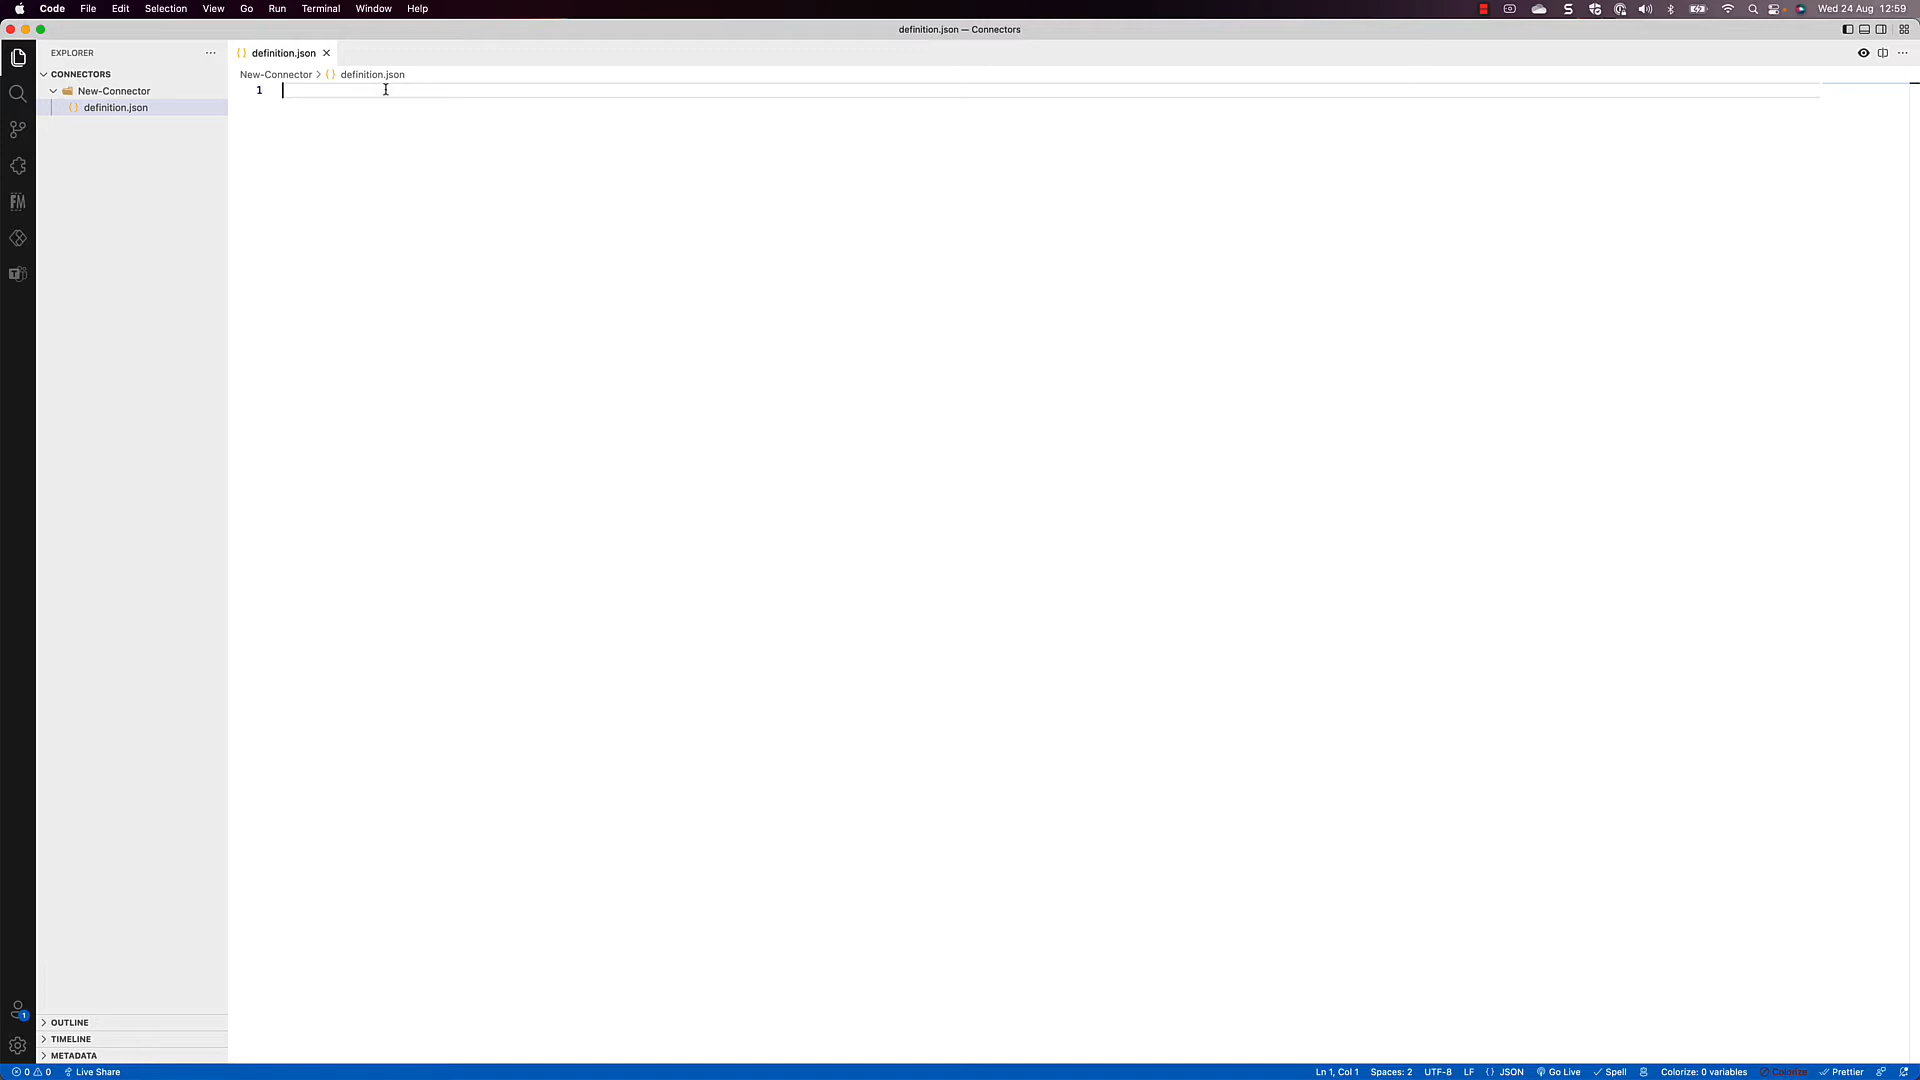 Code File Edit Selection View Go Run Terminal Window Help
Wed 24 Aug 12:59
definition.json — Connectors
EXPLORER
definition.json
CONNECTORS
New-Connector > definition.json
New-Connector
1
definition.json
FM
1
OUTLINE
TIMELINE
METADATA
0 0 Live Share
Ln 1, Col 1 Spaces: 2 UTF-8 LF {} JSON Go Live Spell Colorize: 0 variables Colorize Prettier